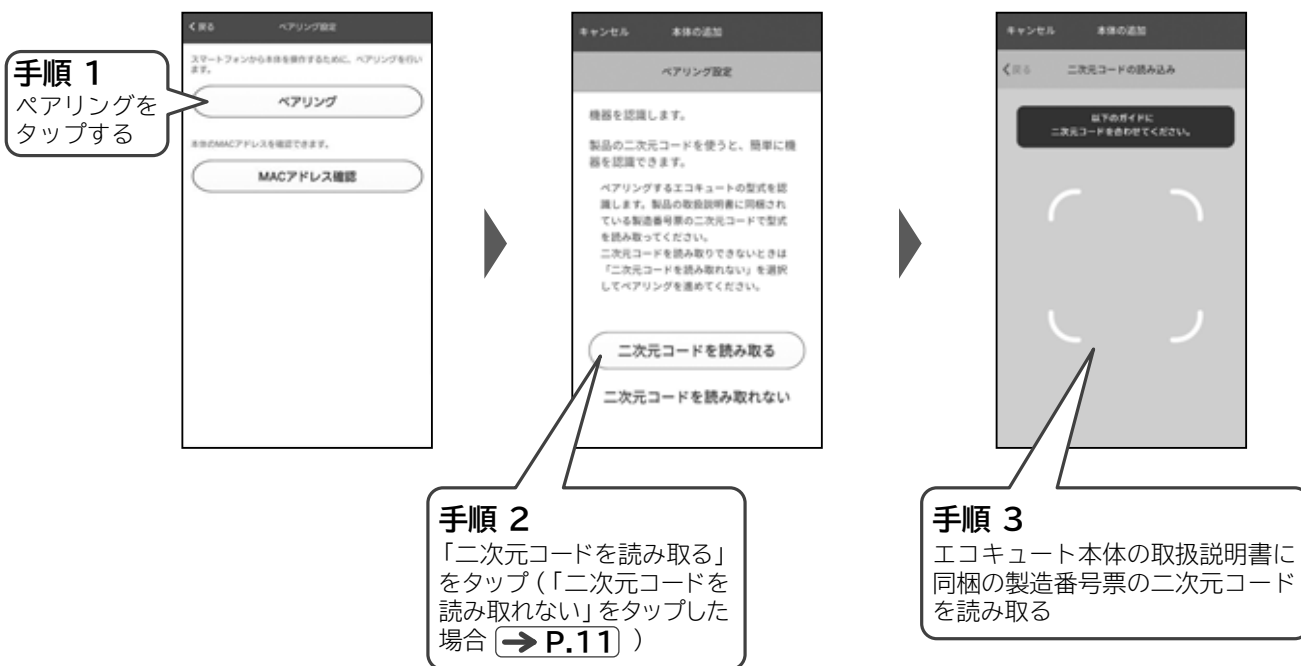 く戻る ペアリング設定
スマートフォンから本体を操作するために、ペアリングを行い
ます。
ペアリング
本体のMACアドレスを確認できます。
MACアドレス確認
手順 1
ペアリングを
タップする
キャンセル 本体の追加
ペアリング設定
機器を認識します。
製品の二次元コードを使うと、簡単に機
器を認識できます。
ペアリングするエコキュートの型式を認
識します。製品の取扱説明書に同梱され
ている製造番号票の二次元コードで型式
を読み取ってください。
二次元コードを読み取りできないときは
「二次元コードを読み取れない」を選択
してペアリングを進めてください。
二次元コードを読み取る
二次元コードを読み取れない
手順 2
「二次元コードを読み取る」
をタップ(「二次元コードを
読み取れない」をタップした
場合 ➔ P.11 )
キャンセル 本体の追加
く戻る 二次元コードの読み込み
以下のガイドに
二次元コードを合わせてください。
手順 3
エコキュート本体の取扱説明書に
同梱の製造番号票の二次元コード
を読み取る